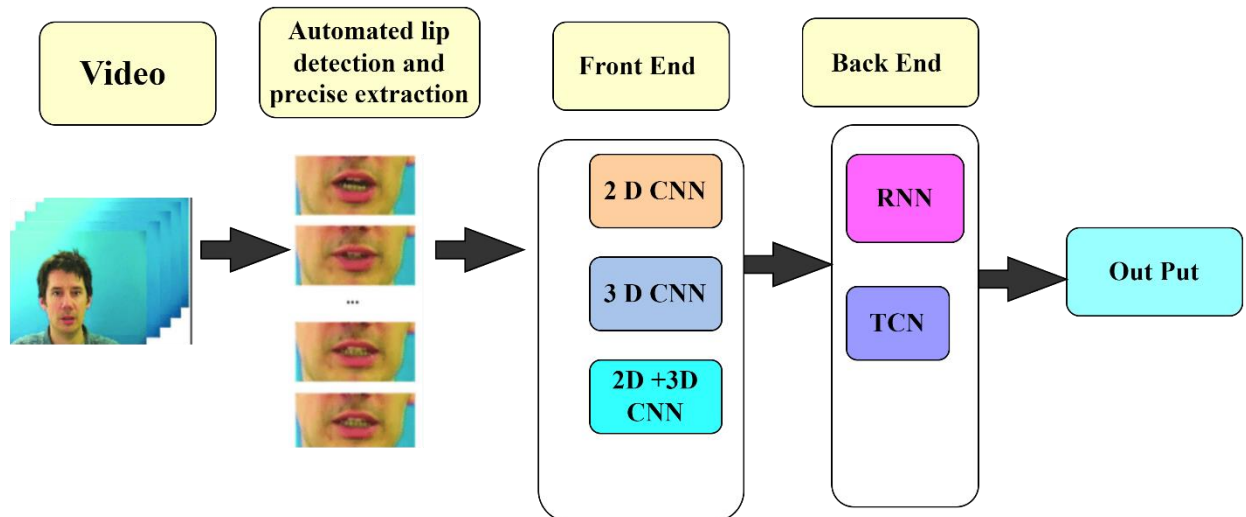 Video
Automated lip
detection and
precise extraction
Front End
Back End
...
2 D CNN
3 D CNN
2D +3D
CNN
RNN
TCN
Out Put